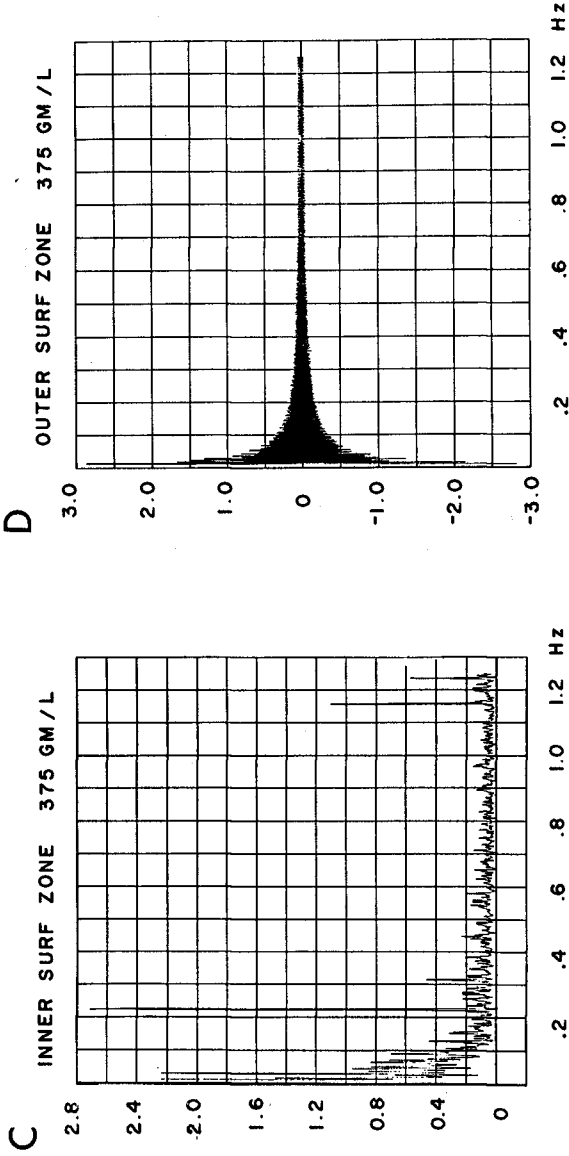 C
INNER SURF ZONE 375 GM/L
2.8
2.4
2.0
1.6
1.2
0.8
0.4
0
.2 .4 .6 .8 1.0 1.2 Hz
D
OUTER SURF ZONE 375 GM/L
3.0
2.0
1.0
0
-1.0
-2.0
-3.0
.2 .4 .6 .8 1.0 1.2 Hz